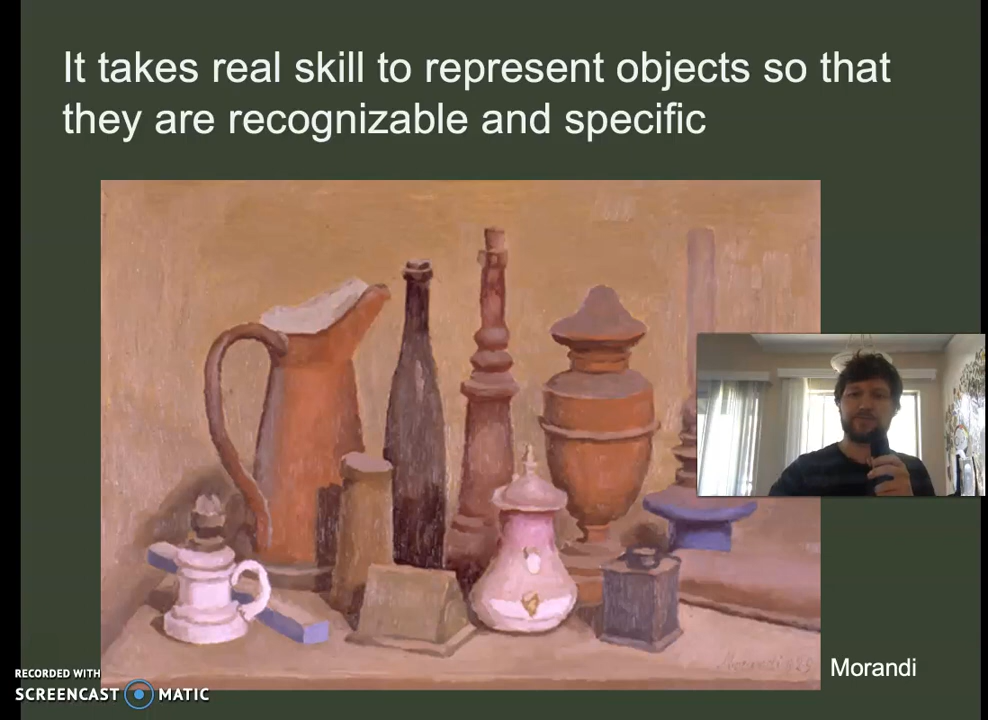 It takes real skill to represent objects so that
they are recognizable and specific
Morandi
RECORDED WITH
SCREENCAST MATIC